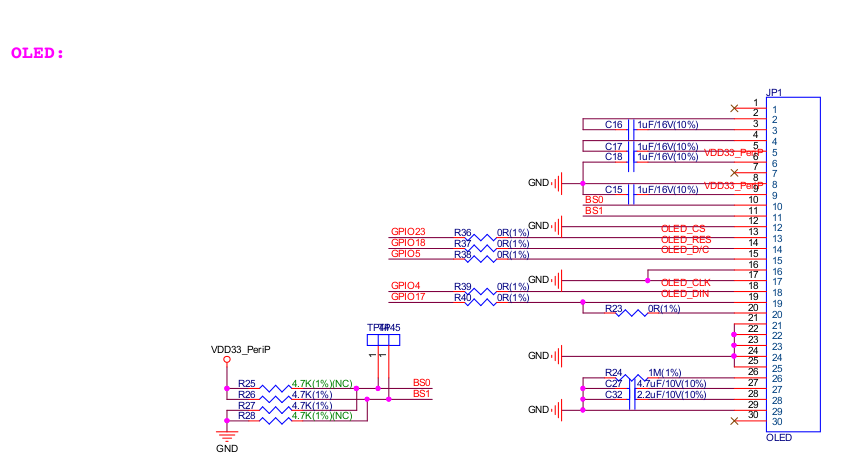 OLED:
JP1
1 1
2 2
C16 1uF/16V(10%) 3 3
4 4
C17 1uF/16V(10%) VDD33_PeriP 5 5
C18 1uF/16V(10%) 6 6
7 7
GND VDD33_PeriP 8 8
C15 1uF/16V(10%) 9 9
BS0 10 10
BS1 11 11
GND 12 12
GPIO23 R36 0R(1%) OLED_CS 13 13
GPIO18 R37 0R(1%) OLED_RES 14 14
GPIO5 R38 0R(1%) OLED_D/C 15 15
16 16
GND 17 17
GPIO4 R39 0R(1%) OLED_CLK 18 18
GPIO17 R40 0R(1%) OLED_DIN 19 19
R23 0R(1%) 20 20
21 21
22 22
23 23
GND 24 24
25 25
R24 1M(1%) 26 26
C27 4.7uF/10V(10%) 27 27
C32 2.2uF/10V(10%) 28 28
GND 29 29
30 30
OLED
TP44 TP45
1 1
VDD33_PeriP
R25 4.7K(1%)(NC) BS0
R26 4.7K(1%) BS1
R27 4.7K(1%)
R28 4.7K(1%)(NC)
GND